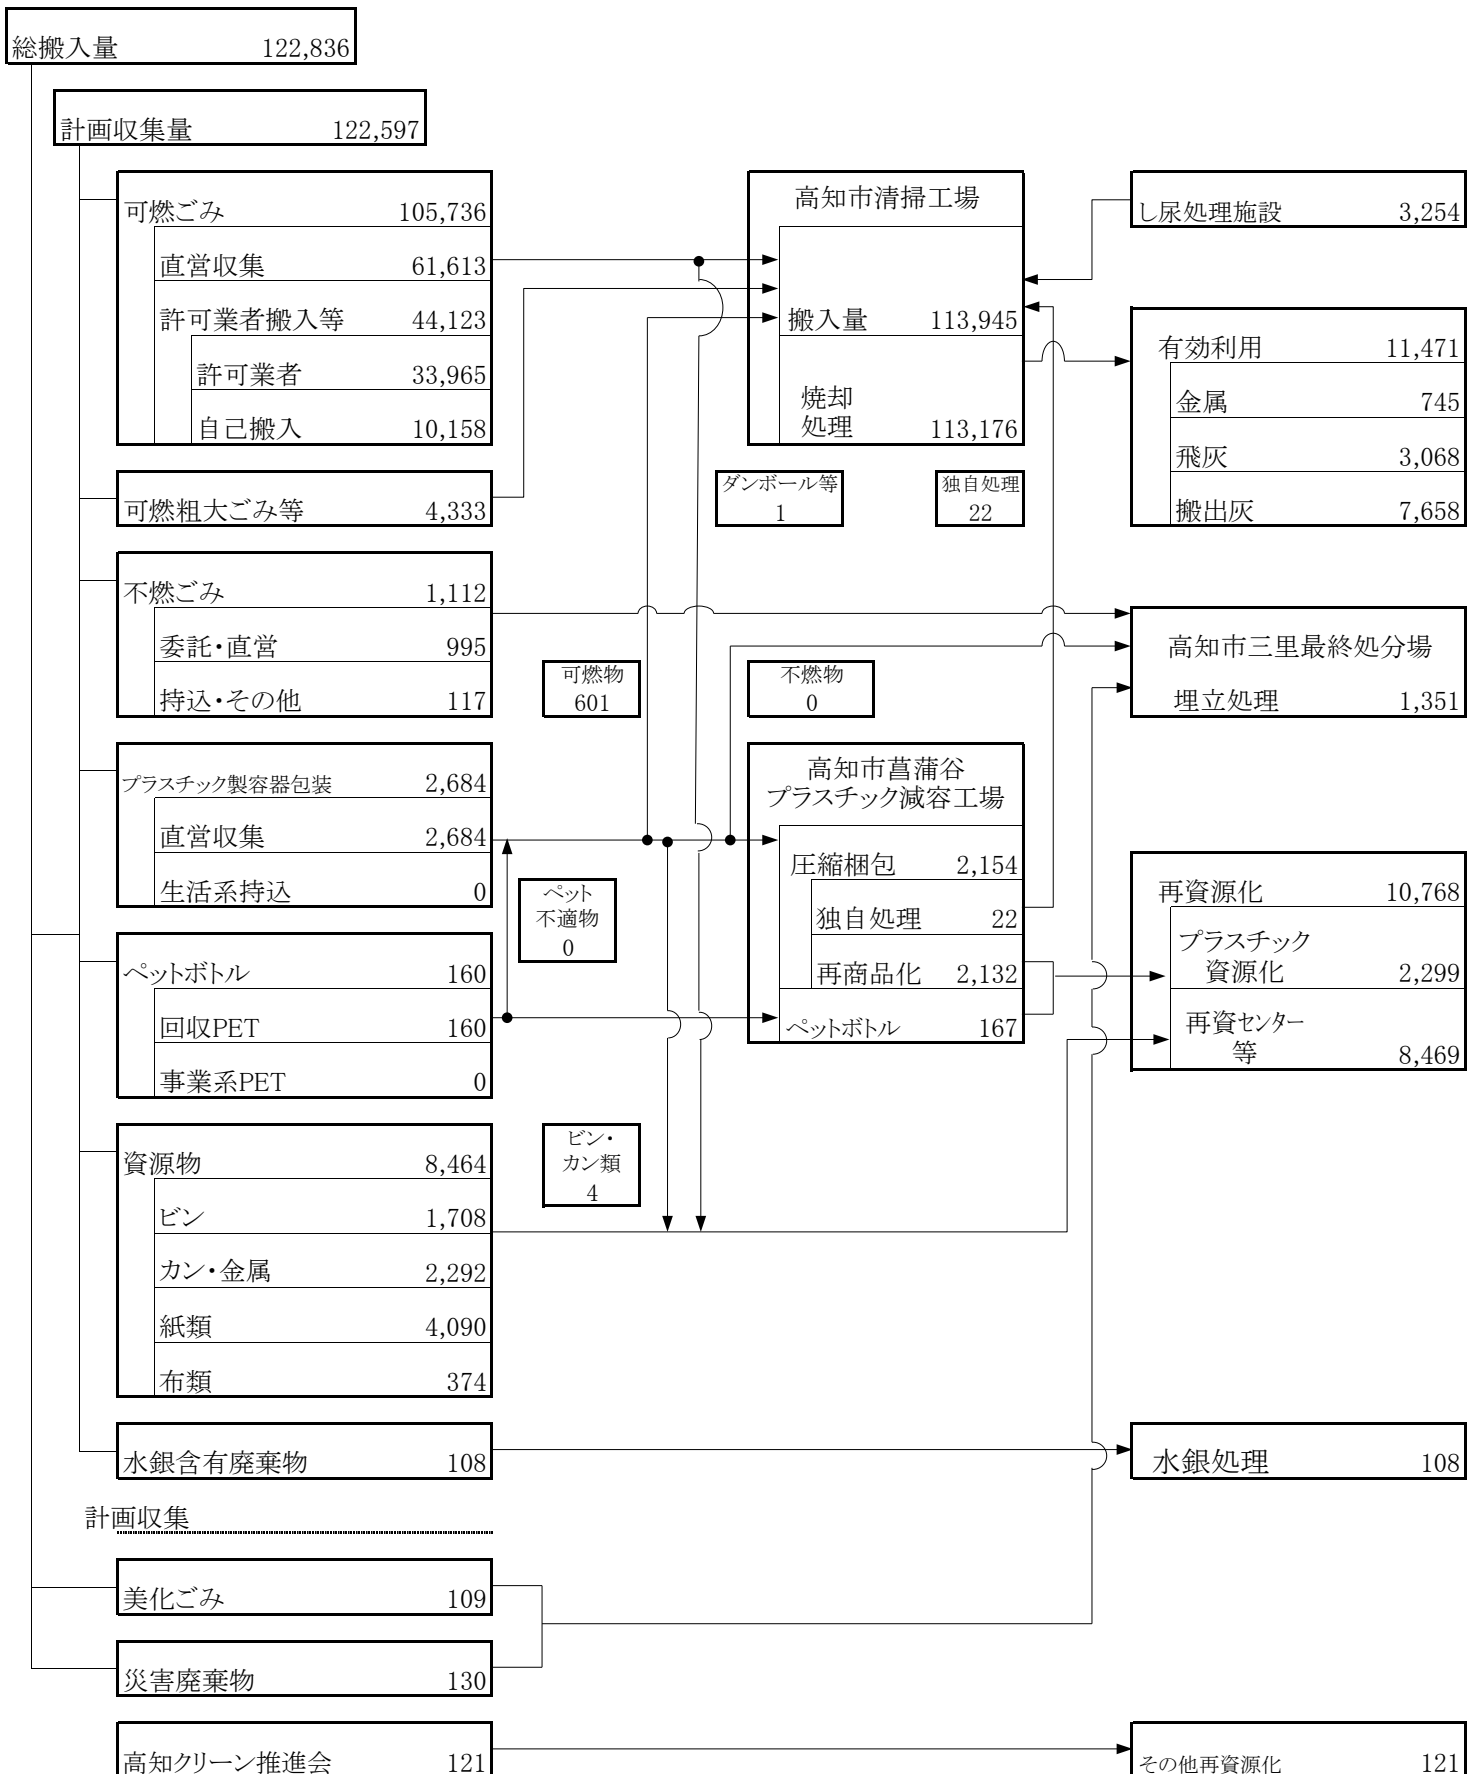 総搬入量 122,836
計画収集量 122,597
可燃ごみ 105,736
直営収集 61,613
許可業者搬入等 44,123
許可業者 33,965
自己搬入 10,158
可燃粗大ごみ等 4,333
不燃ごみ 1,112
委託・直営 995
持込・その他 117
プラスチック製容器包装 2,684
直営収集 2,684
生活系持込 0
ペットボトル 160
回収PET 160
事業系PET 0
資源物 8,464
ビン 1,708
カン・金属 2,292
紙類 4,090
布類 374
水銀含有廃棄物 108
計画収集
美化ごみ 109
災害廃棄物 130
高知クリーン推進会 121
可燃物
601
ペット
不適物
0
ビン・
カン類
4
高知市清掃工場
搬入量 113,945
焼却
処理 113,176
ダンボール等
1
独自処理
22
不燃物
0
高知市菖蒲谷
プラスチック減容工場
圧縮梱包 2,154
独自処理 22
再商品化 2,132
ペットボトル 167
し尿処理施設 3,254
有効利用 11,471
金属 745
飛灰 3,068
搬出灰 7,658
高知市三里最終処分場
埋立処理 1,351
再資源化 10,768
プラスチック
資源化 2,299
再資センター
等 8,469
水銀処理 108
その他再資源化 121